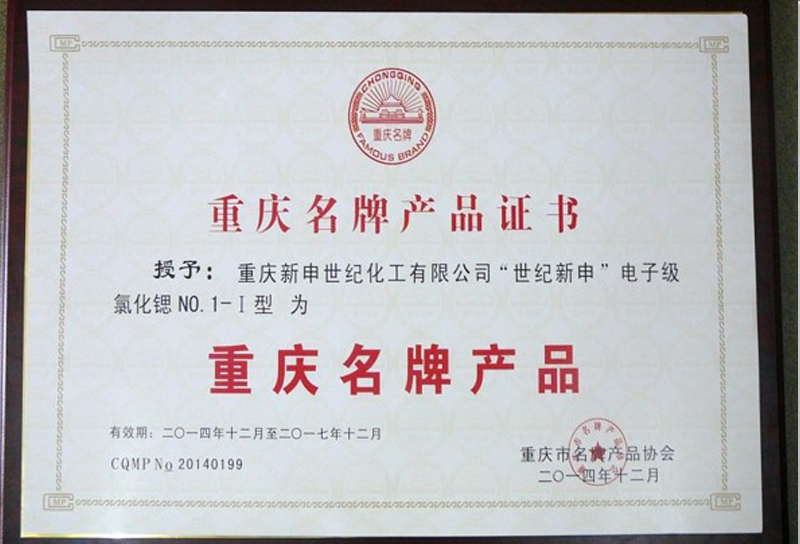 CHONGQING
重庆名牌
FAMOUS BRAND
重庆名牌产品证书
授予：重庆新申世纪化工有限公司“世纪新申”电子级
氯化锶NO.1-Ⅰ型 为
重庆名牌产品
有效期：二〇一四年十二月至二〇一七年十二月
CQMP No 20140199
重庆市名牌产品协会
二〇一四年十二月